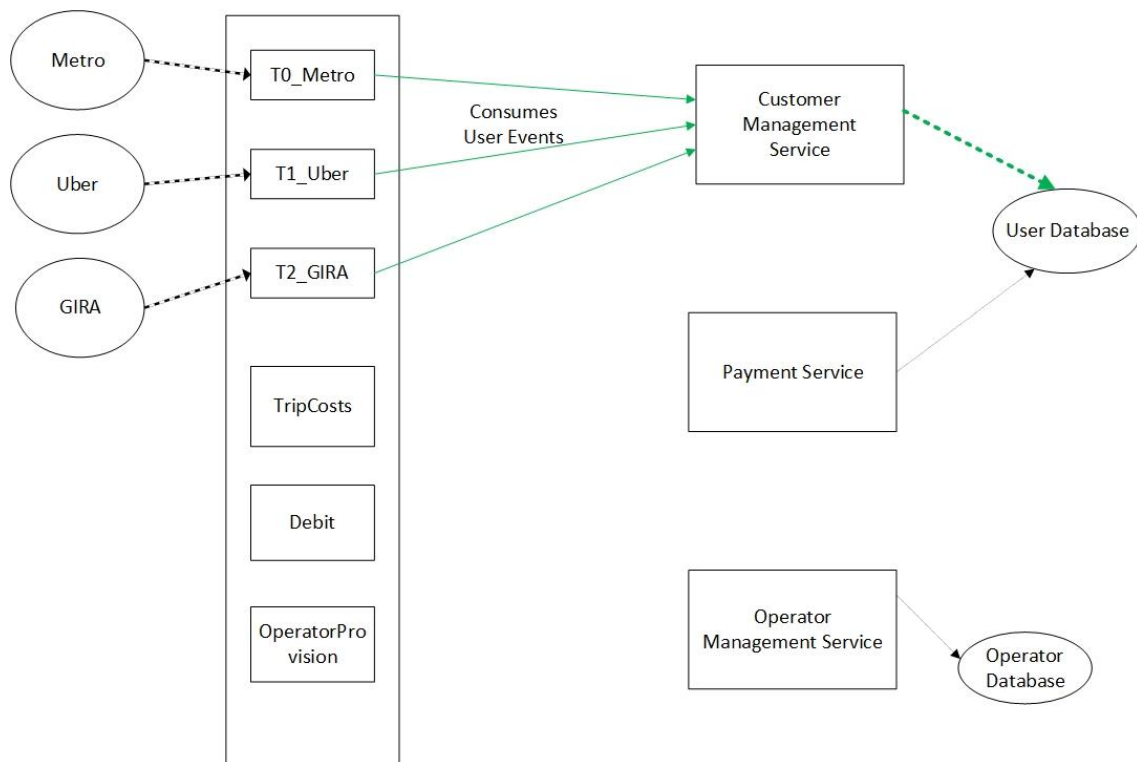 Metro
T0_Metro
Consumes
User Events
Customer
Management
Service
Uber
T1_Uber
User Database
GIRA
T2_GIRA
Payment Service
TripCosts
Debit
OperatorPro
vision
Operator
Management Service
Operator
Database